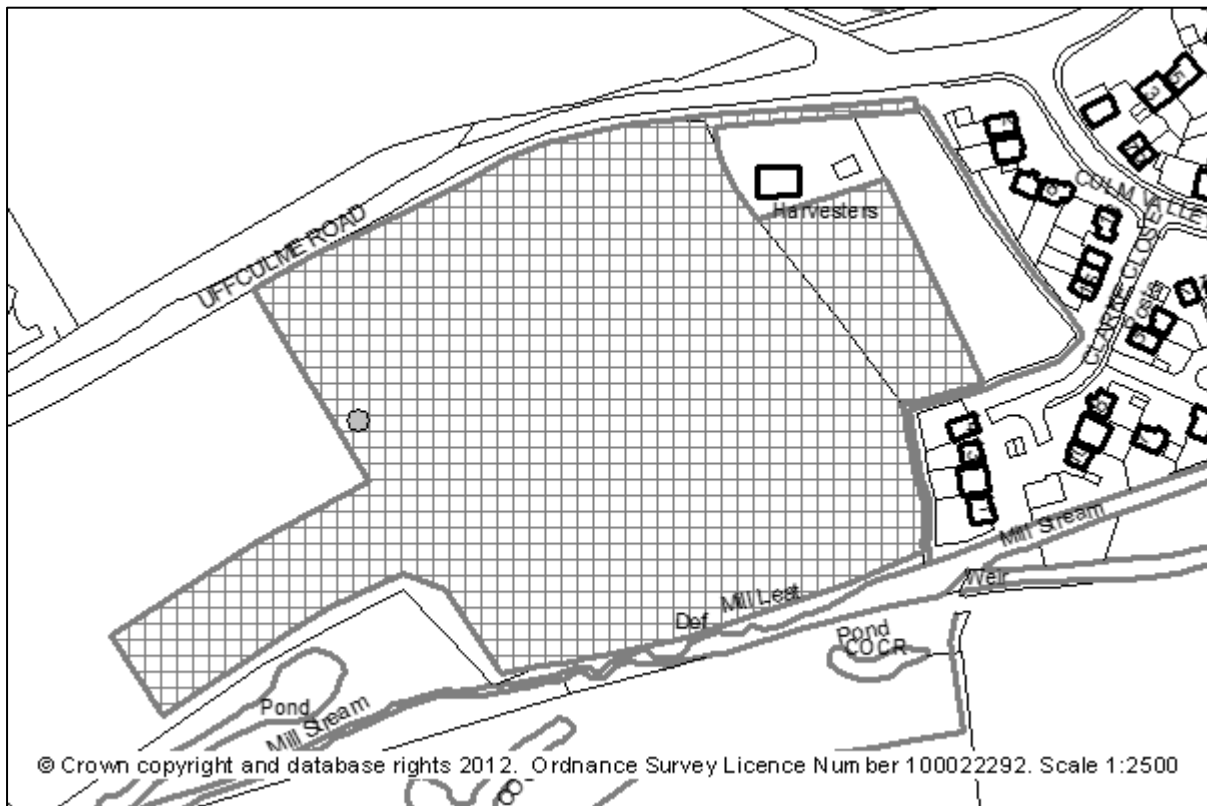 UFFCULME ROAD
Harvesters
CULM VALLEY
CLARKE CLOSE
Mill Stream
Weir
Def
Mill Leat
Pond
COCR
Pond
Mill Stream
© Crown copyright and database rights 2012. Ordnance Survey Licence Number 100022292. Scale 1:2500